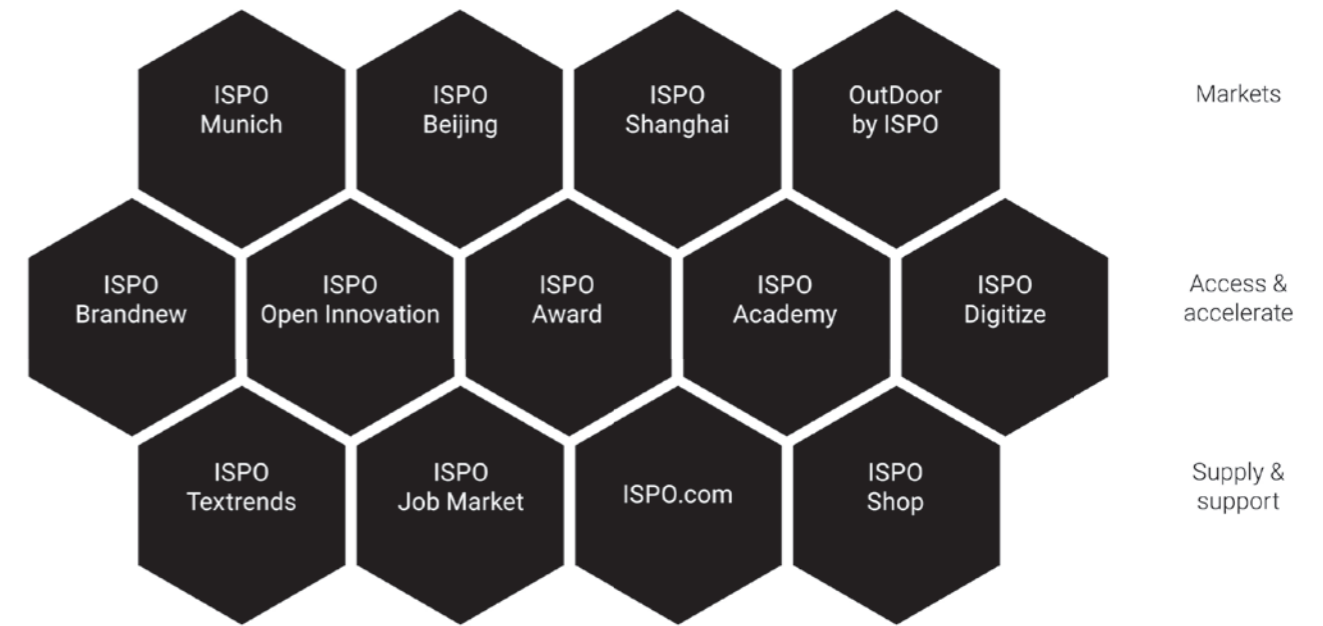 ISPO
Munich
ISPO
Beijing
ISPO
Shanghai
OutDoor
by ISPO
Markets
ISPO
Brandnew
ISPO
Open Innovation
ISPO
Award
ISPO
Academy
ISPO
Digitize
Access &
accelerate
ISPO
Textrends
ISPO
Job Market
ISPO.com
ISPO
Shop
Supply &
support